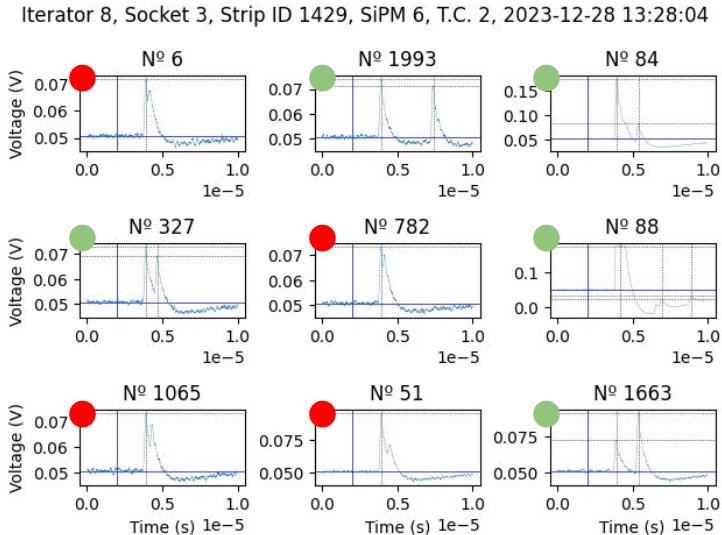 Iterator 8, Socket 3, Strip ID 1429, SiPM 6, T.C. 2, 2023-12-28 13:28:04
Nº 6 Nº 1993 Nº 84
Voltage (V)
0.07 0.07 0.15
0.06 0.06 0.10
0.05 0.05 0.05
0.0 0.5 1.0 0.0 0.5 1.0 0.0 0.5 1.0
1e−5 1e−5 1e−5
Nº 327 Nº 782 Nº 88
Voltage (V)
0.07 0.07 0.1
0.06 0.06
0.05 0.05 0.0
0.0 0.5 1.0 0.0 0.5 1.0 0.0 0.5 1.0
1e−5 1e−5 1e−5
Nº 1065 Nº 51 Nº 1663
Voltage (V)
0.07 0.075 0.075
0.06
0.05 0.050 0.050
0.0 0.5 1.0 0.0 0.5 1.0 0.0 0.5 1.0
Time (s) 1e−5 Time (s) 1e−5 Time (s) 1e−5